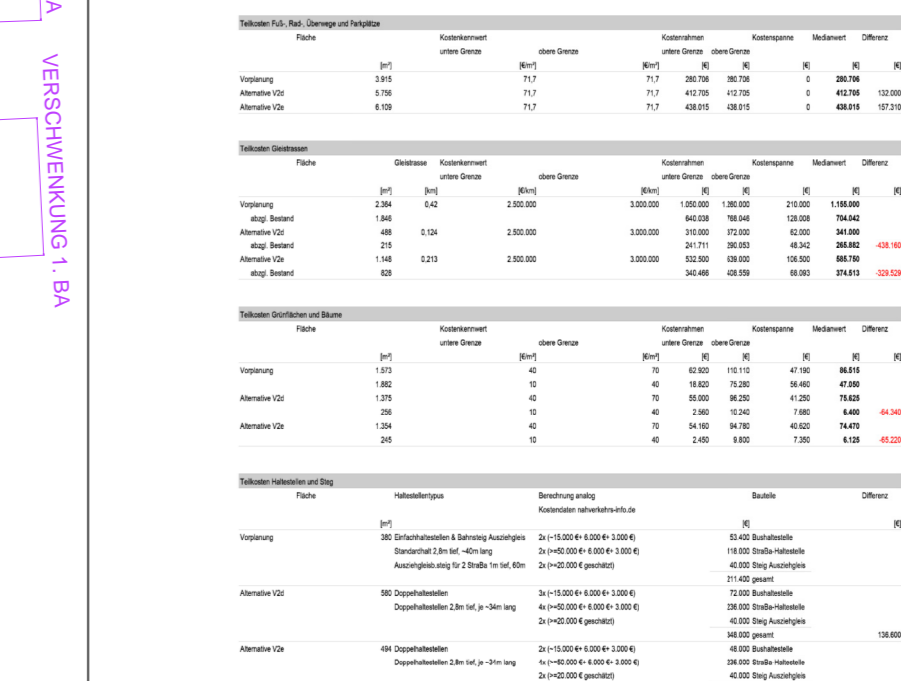 A
VERSCHWENKUNG 1. BA
Teilkosten Fuß-, Rad-, Überwege und Parkplätze
Fläche Kostenkennwert Kostenrahmen Kostenspanne Medianwert Differenz
untere Grenze obere Grenze untere Grenze obere Grenze
[m²] [€/m²] [€/m²] [€] [€] [€] [€] [€]
Vorplanung 3.915 71,7 71,7 280.706 280.706 0 280.706
Alternative V2d 5.756 71,7 71,7 412.705 412.705 0 412.705 132.000
Alternative V2e 6.109 71,7 71,7 438.015 438.015 0 438.015 157.310
Teilkosten Gleistrassen
Fläche Gleistrasse Kostenkennwert Kostenrahmen Kostenspanne Medianwert Differenz
untere Grenze obere Grenze untere Grenze obere Grenze
[m²] [km] [€/km] [€/km] [€] [€] [€] [€] [€]
Vorplanung 2.364 0,42 2.500.000 3.000.000 1.050.000 1.260.000 210.000 1.155.000
abzgl. Bestand 1.846 640.038 768.046 128.008 704.042
Alternative V2d 488 0,124 2.500.000 3.000.000 310.000 372.000 62.000 341.000
abzgl. Bestand 215 241.711 290.053 48.342 265.882 -438.160
Alternative V2e 1.148 0,213 2.500.000 3.000.000 532.500 639.000 106.500 585.750
abzgl. Bestand 828 340.466 408.559 68.093 374.513 -329.529
Teilkosten Grünflächen und Bäume
Fläche Kostenkennwert Kostenrahmen Kostenspanne Medianwert Differenz
untere Grenze obere Grenze untere Grenze obere Grenze
[m²] [€/m²] [€/m²] [€] [€] [€] [€] [€]
Vorplanung 1.573 40 70 62.920 110.110 47.190 86.515
1.882 10 40 18.820 75.280 56.460 47.050
Alternative V2d 1.375 40 70 55.000 96.250 41.250 75.625
256 10 40 2.560 10.240 7.680 6.400 -64.340
Alternative V2e 1.354 40 70 54.160 94.780 40.620 74.470
245 10 40 2.450 9.800 7.350 6.125 -65.220
Teilkosten Haltestellen und Steg
Fläche Haltestellentypus Berechnung analog Bauteile Differenz
Kostendaten nahverkehrs-info.de
[m²] [€] [€]
Vorplanung 380 Einfachhaltestellen & Bahnsteig Ausziehgleis 2x (~15.000 €+ 6.000 €+ 3.000 €) 53.400 Bushaltestelle
Standardhalt 2,8m tief, ~40m lang 2x (>=50.000 €+ 6.000 €+ 3.000 €) 118.000 StraBa-Haltestelle
Ausziehgleisb.steig für 2 StraBa 1m tief, 60m 2x (>=20.000 € geschätzt) 40.000 Steig Ausziehgleis
211.400 gesamt
Alternative V2d 580 Doppelhaltestellen 3x (~15.000 €+ 6.000 €+ 3.000 €) 72.000 Bushaltestelle
Doppelhaltestellen 2,8m tief, je ~34m lang 4x (>=50.000 €+ 6.000 €+ 3.000 €) 236.000 StraBa-Haltestelle
2x (>=20.000 € geschätzt) 40.000 Steig Ausziehgleis
348.000 gesamt 136.600
Alternative V2e 494 Doppelhaltestellen 2x (~15.000 €+ 6.000 €+ 3.000 €) 48.000 Bushaltestelle
Doppelhaltestellen 2,8m tief, je ~34m lang 4x (>=50.000 €+ 6.000 €+ 3.000 €) 236.000 StraBa-Haltestelle
2x (>=20.000 € geschätzt) 40.000 Steig Ausziehgleis